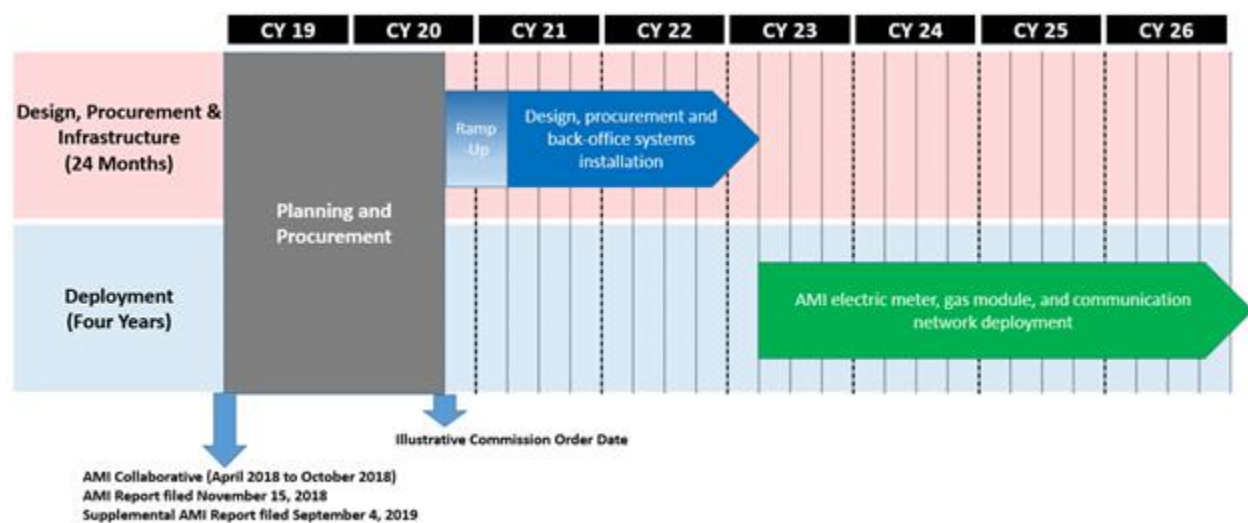 CY 19 CY 20 CY 21 CY 22 CY 23 CY 24 CY 25 CY 26
Design, Procurement &
Infrastructure
(24 Months)
Planning and
Procurement
Ramp
-Up
Design, procurement and
back-office systems
installation
Deployment
(Four Years)
AMI electric meter, gas module, and communication
network deployment
Illustrative Commission Order Date
AMI Collaborative (April 2018 to October 2018)
AMI Report filed November 15, 2018
Supplemental AMI Report filed September 4, 2019